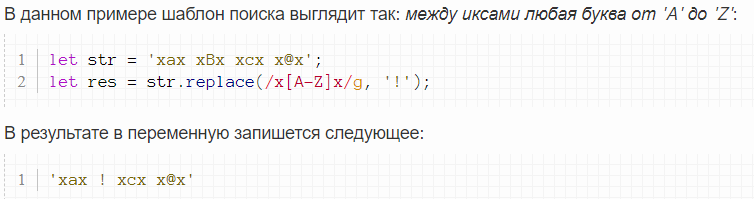 В данном примере шаблон поиска выглядит так: между иксами любая буква от 'A' до 'Z':
1 let str = 'xax xBx xcx x@x';
2 let res = str.replace(/x[A-Z]x/g, '!');
В результате в переменную запишется следующее:
1 'xax ! xcx x@x'